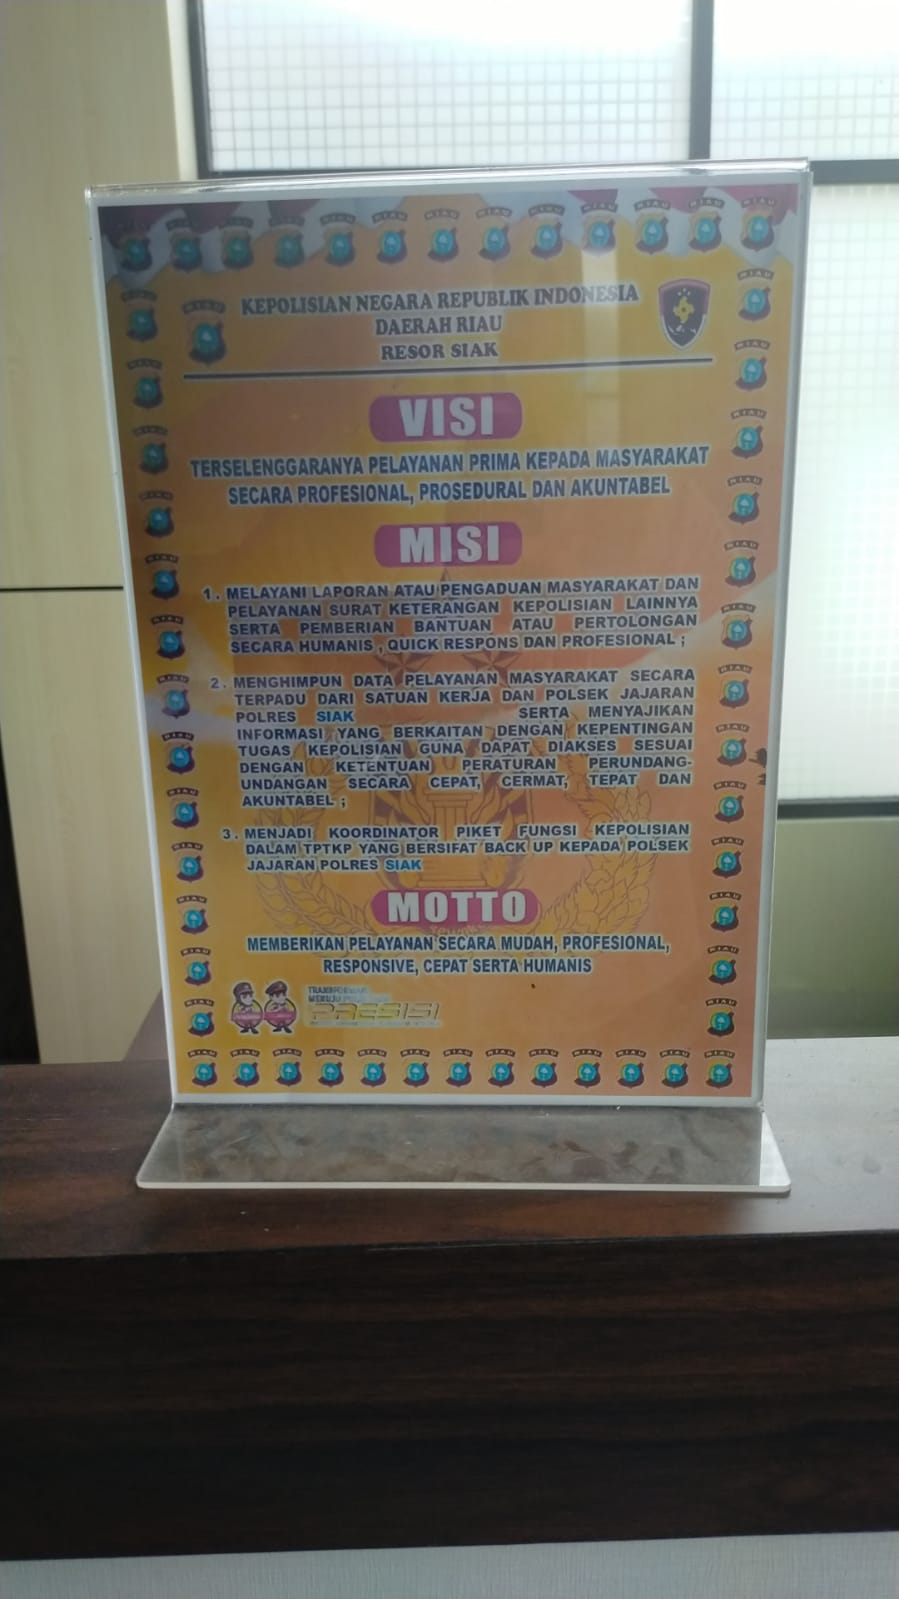 KEPOLISIAN NEGARA REPUBLIK INDONESIA
DAERAH RIAU
RESOR SIAK
VISI
TERSELENGGARANYA PELAYANAN PRIMA KEPADA MASYARAKAT
SECARA PROFESIONAL, PROSEDURAL DAN AKUNTABEL
MISI
1. MELAYANI LAPORAN ATAU PENGADUAN MASYARAKAT DAN
PELAYANAN SURAT KETERANGAN KEPOLISIAN LAINNYA
SERTA PEMBERIAN BANTUAN ATAU PERTOLONGAN
SECARA HUMANIS , QUICK RESPONS DAN PROFESIONAL ;
2. MENGHIMPUN DATA PELAYANAN MASYARAKAT SECARA
TERPADU DARI SATUAN KERJA DAN POLSEK JAJARAN
POLRES SIAK SERTA MENYAJIKAN
INFORMASI YANG BERKAITAN DENGAN KEPENTINGAN
TUGAS KEPOLISIAN GUNA DAPAT DIAKSES SESUAI
DENGAN KETENTUAN PERATURAN PERUNDANG-
UNDANGAN SECARA CEPAT, CERMAT, TEPAT DAN
AKUNTABEL ;
3. MENJADI KOORDINATOR PIKET FUNGSI KEPOLISIAN
DALAM TPTKP YANG BERSIFAT BACK UP KEPADA POLSEK
JAJARAN POLRES SIAK
MOTTO
MEMBERIKAN PELAYANAN SECARA MUDAH, PROFESIONAL,
RESPONSIVE, CEPAT SERTA HUMANIS
PRESISI